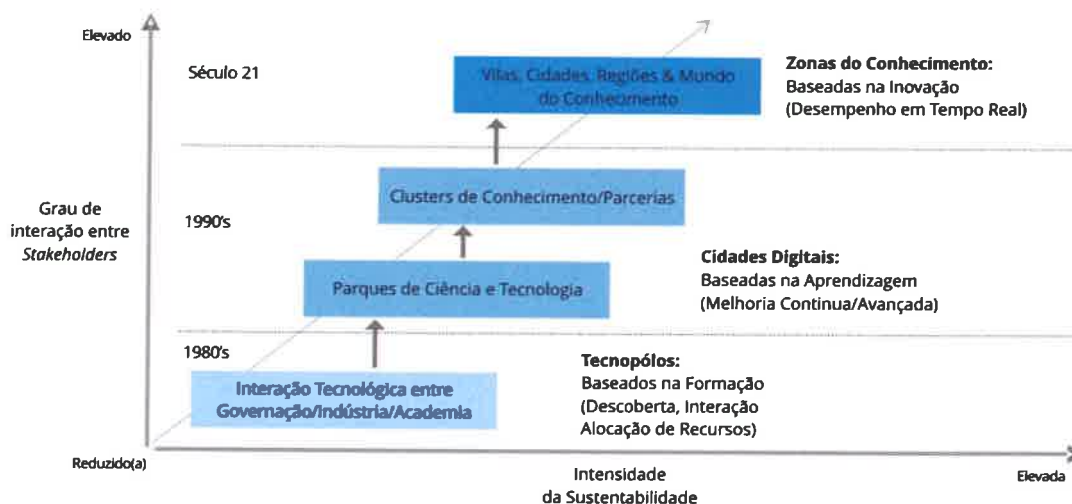 Elevado
Século 21
Vilas, Cidades, Regiões & Mundo
do Conhecimento
Zonas do Conhecimento:
Baseadas na Inovação
(Desempenho em Tempo Real)
Grau de
interação entre
Stakeholders
1990's
Clusters de Conhecimento/Parcerias
Parques de Ciência e Tecnologia
Cidades Digitais:
Baseadas na Aprendizagem
(Melhoria Continua/Avançada)
1980's
Interação Tecnológica entre
Governação/Indústria/Academia
Tecnopólos:
Baseados na Formação
(Descoberta, Interação
Alocação de Recursos)
Reduzido(a)
Intensidade
da Sustentabilidade
Elevada